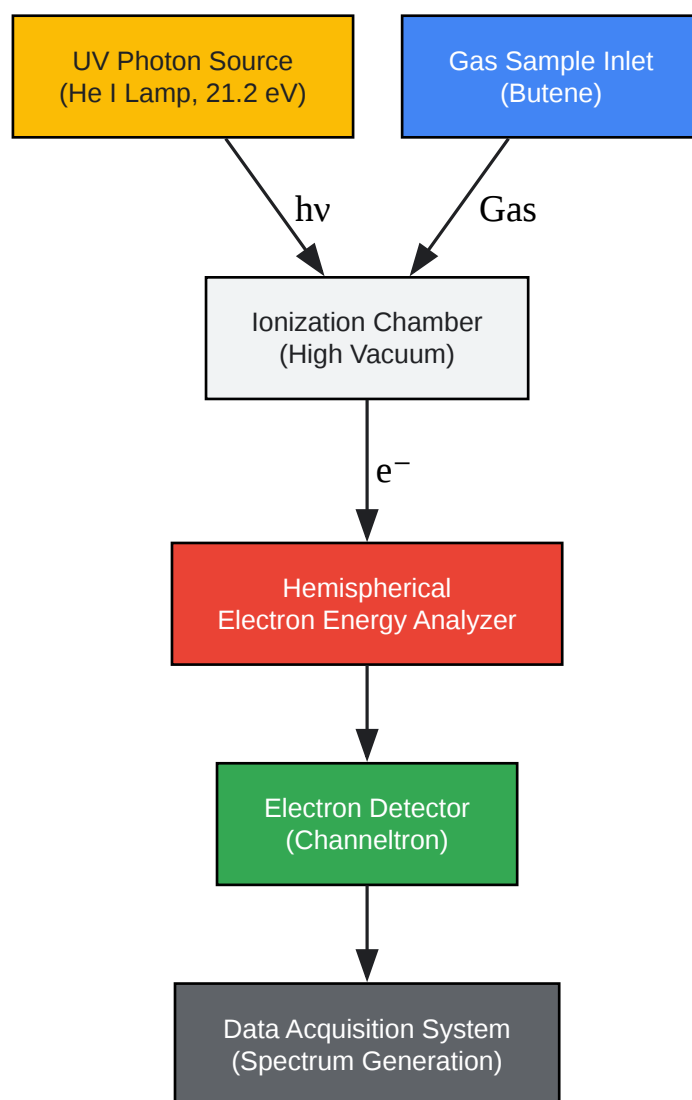 UV Photon Source
(He I Lamp, 21.2 eV)
Gas Sample Inlet
(Butene)
hν
Gas
Ionization Chamber
(High Vacuum)
e⁻
Hemispherical
Electron Energy Analyzer
Electron Detector
(Channeltron)
Data Acquisition System
(Spectrum Generation)